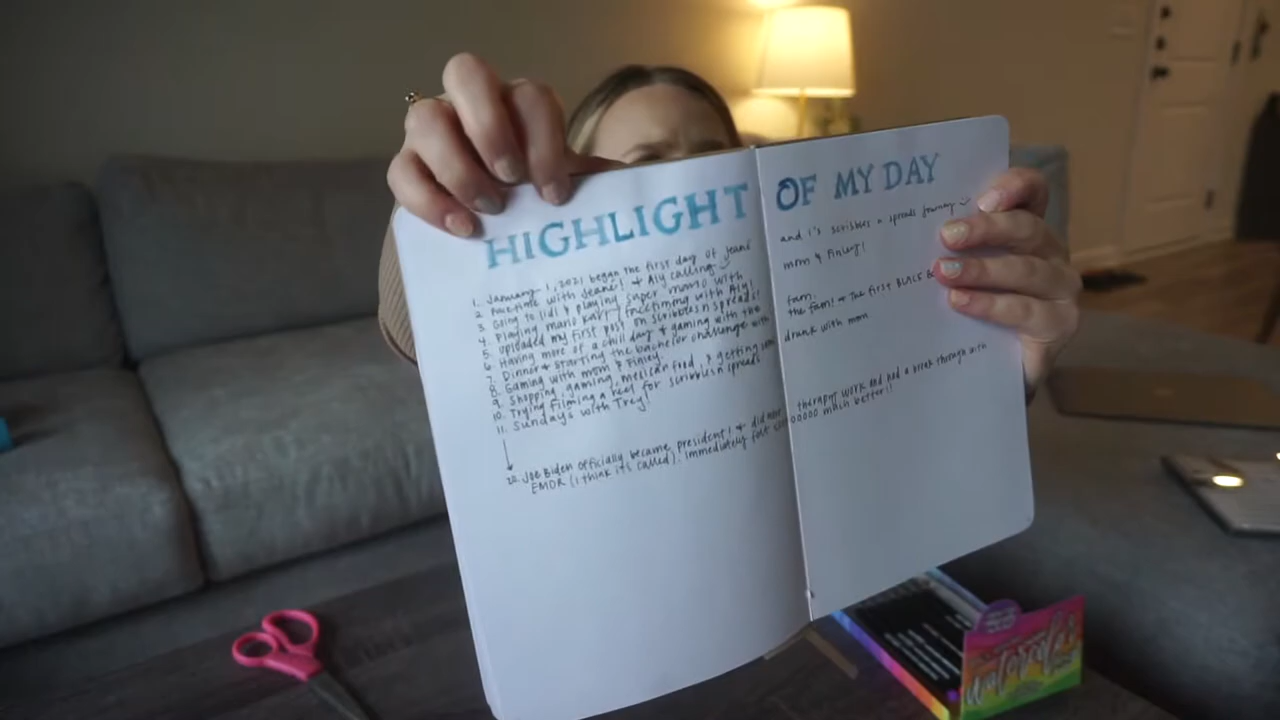 HIGHLIGHT OF MY DAY
1. January 1, 2021 began the first day of and i's scribbles n spreads journey
2. Facetime with Jeanie! & Aly calling mom & Finley!
3. Going to lidl & playing super mario with
4. Playing mario party facetiming with Aly! fam.
5. Uploaded my first post on scribbles n spreads! the fam! & the first BUSCE
6. Having more of a chill day & gaming with the
7. Dinner & starting the bachelor challenge with drunk with mom
8. Gaming with mom & Finley.
9. Shopping, gaming, mexican food, & getting
10. Trying filming a reel for scribbles n spreads
11. Sundays with Trey!
Joe Biden officially became president! & did therapy work and had a break through with
EMDR (i think it's called). Immediately felt much better!!
watercolor